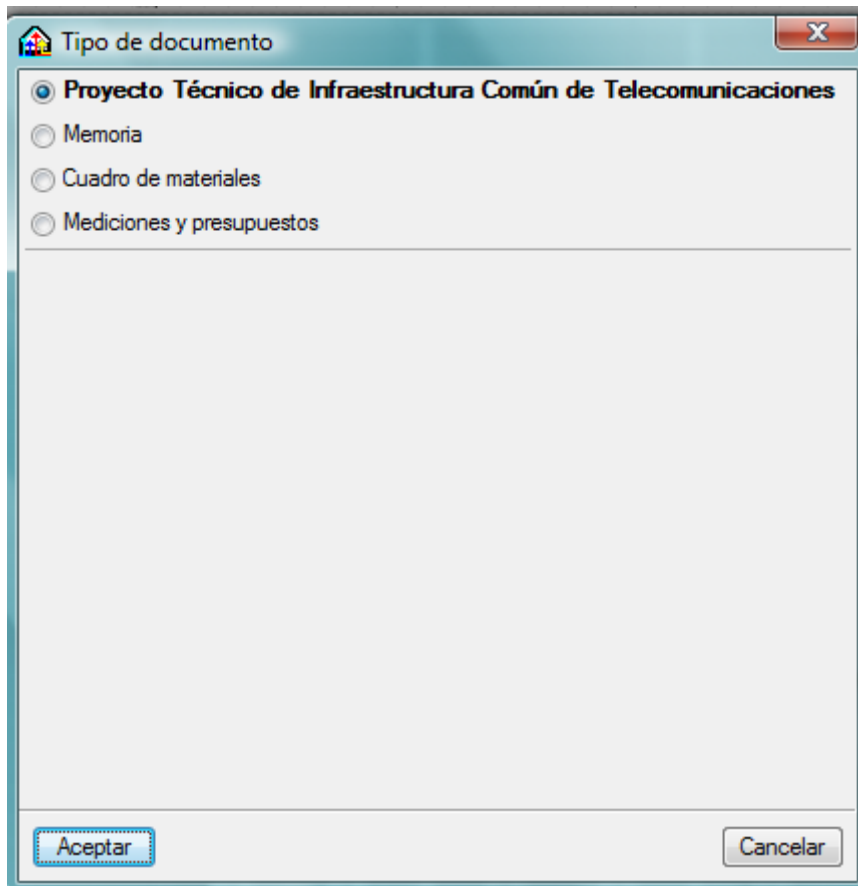 Tipo de documento
Proyecto Técnico de Infraestructura Común de Telecomunicaciones
Memoria
Cuadro de materiales
Mediciones y presupuestos
Aceptar
Cancelar